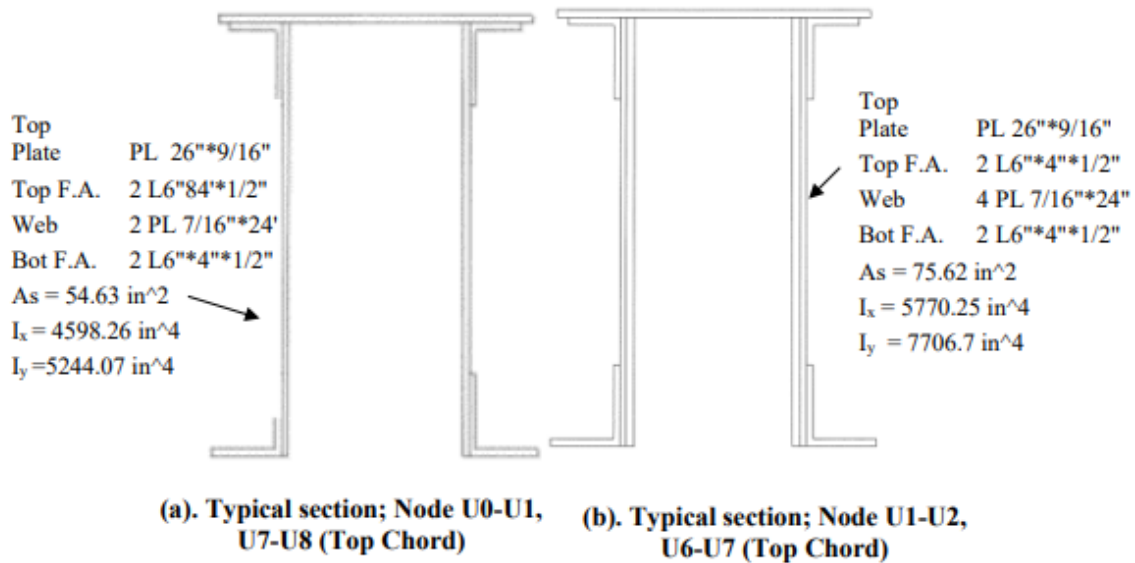 Top
Plate PL 26"*9/16"
Top F.A. 2 L6"84'*1/2"
Web 2 PL 7/16"*24'
Bot F.A. 2 L6"*4"*1/2"
As = 54.63 in^2
I_x = 4598.26 in^4
I_y =5244.07 in^4
Top
Plate PL 26"*9/16"
Top F.A. 2 L6"*4"*1/2"
Web 4 PL 7/16"*24"
Bot F.A. 2 L6"*4"*1/2"
As = 75.62 in^2
I_x = 5770.25 in^4
I_y = 7706.7 in^4
(a). Typical section; Node U0-U1,
U7-U8 (Top Chord)
(b). Typical section; Node U1-U2,
U6-U7 (Top Chord)